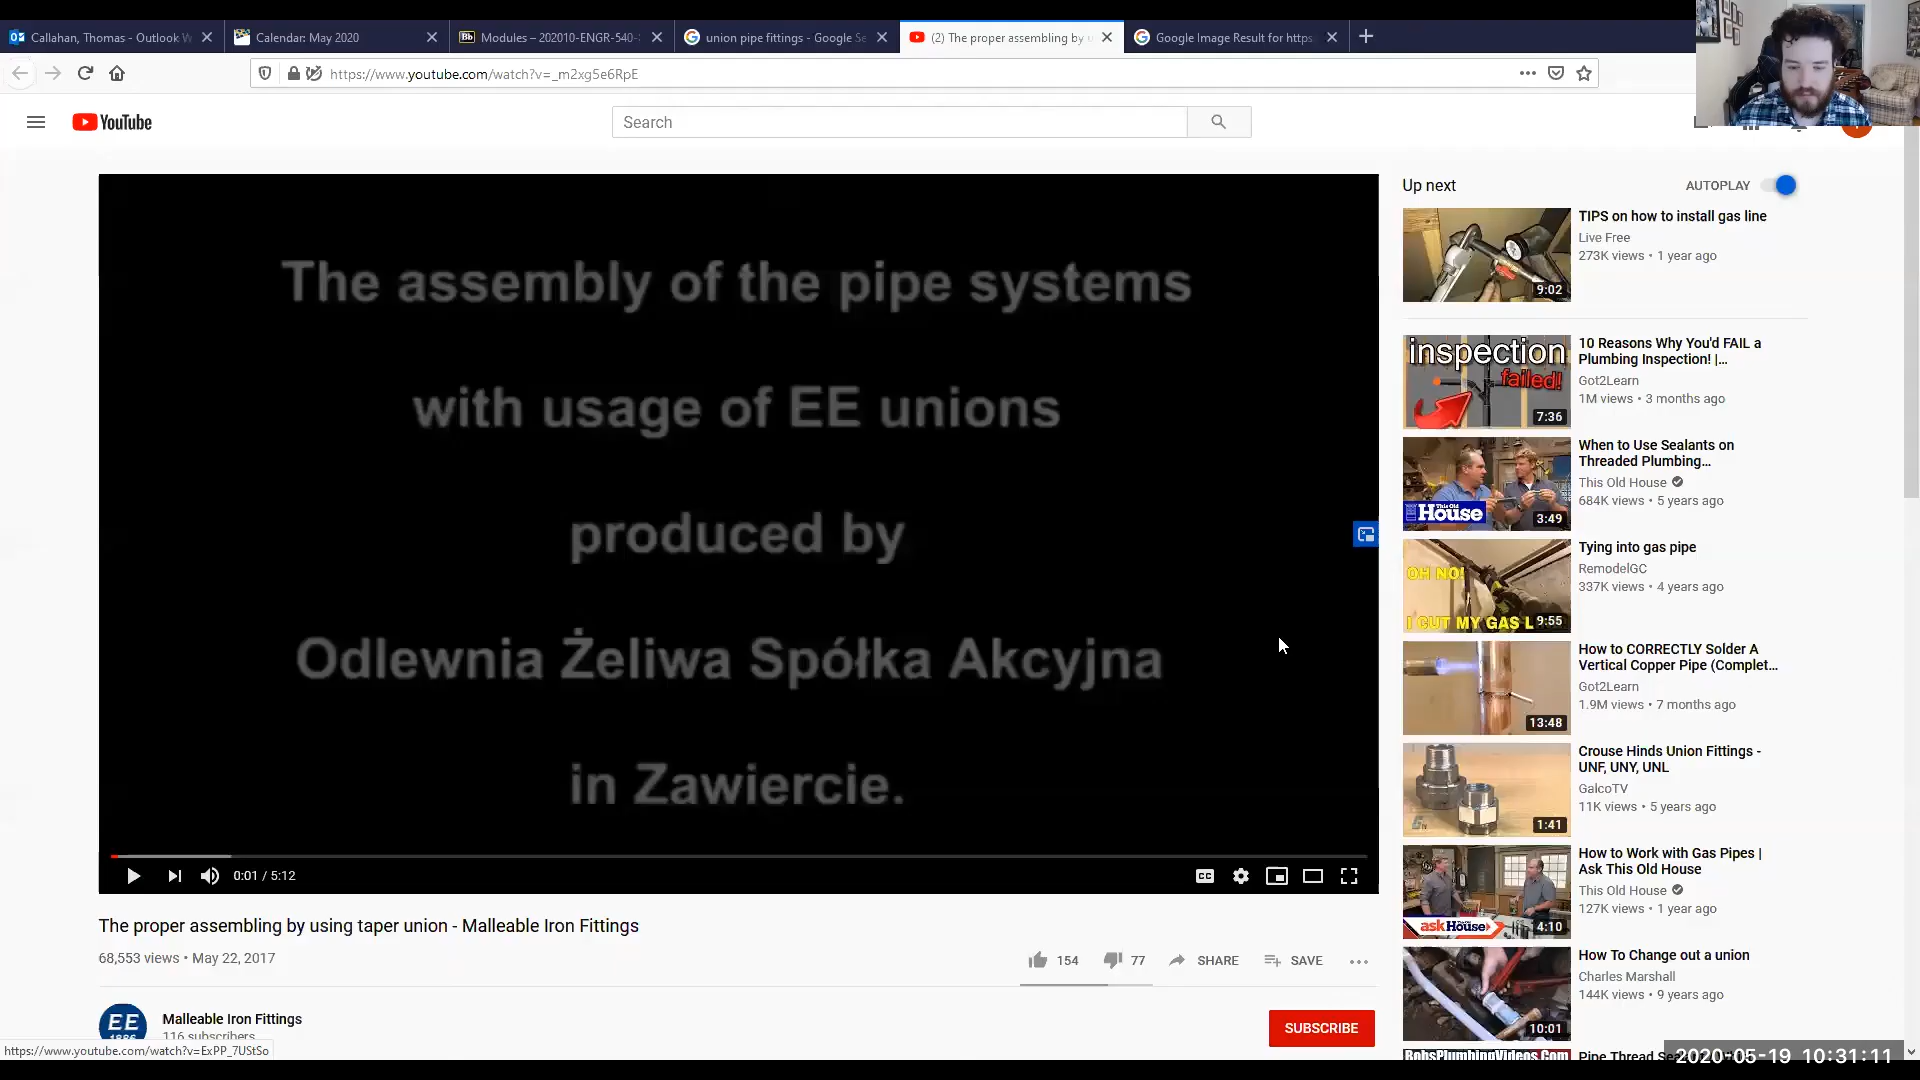 Callahan, Thomas - Outlook W
Calendar: May 2020
Bb Modules – 202010-ENGR-540-
union pipe fittings - Google Se
(2) The proper assembling by u
Google Image Result for https
https://www.youtube.com/watch?v=_m2xg5e6RpE
YouTube
Search
The assembly of the pipe systems
with usage of EE unions
produced by
Odlewnia Żeliwa Spółka Akcyjna
in Zawiercie.
0:01 / 5:12
CC
The proper assembling by using taper union - Malleable Iron Fittings
68,553 views • May 22, 2017
154
77
SHARE
SAVE
EE
Malleable Iron Fittings
116 subscribers
SUBSCRIBE
https://www.youtube.com/watch?v=ExPP_7UStSo
Up next
AUTOPLAY
9:02
TIPS on how to install gas line
Live Free
273K views • 1 year ago
inspection
failed!
7:36
10 Reasons Why You'd FAIL a
Plumbing Inspection! |...
Got2Learn
1M views • 3 months ago
This Old
House
3:49
When to Use Sealants on
Threaded Plumbing...
This Old House
684K views • 5 years ago
OH NO!
I CUT MY GAS L
9:55
Tying into gas pipe
RemodelGC
337K views • 4 years ago
13:48
How to CORRECTLY Solder A
Vertical Copper Pipe (Complet...
Got2Learn
1.9M views • 7 months ago
1:41
Crouse Hinds Union Fittings -
UNF, UNY, UNL
GalcoTV
11K views • 5 years ago
ask House
4:10
How to Work with Gas Pipes |
Ask This Old House
This Old House
127K views • 1 year ago
10:01
How To Change out a union
Charles Marshall
144K views • 9 years ago
BobsPlumbingVideos.Com
Pipe Thread
2020-05-19 10:31:11